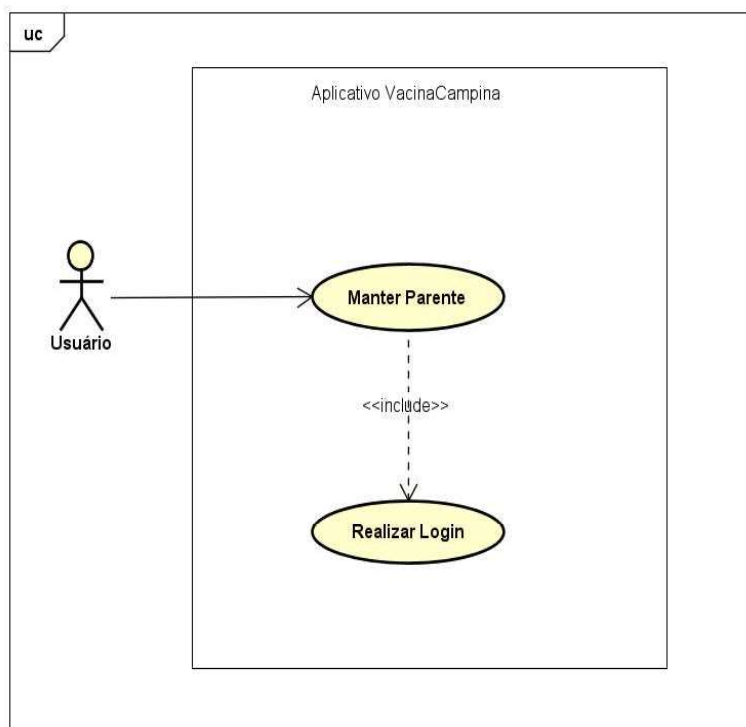 uc
Aplicativo VacinaCampina
Manter Parente
Usuário
<<include>>
Realizar Login